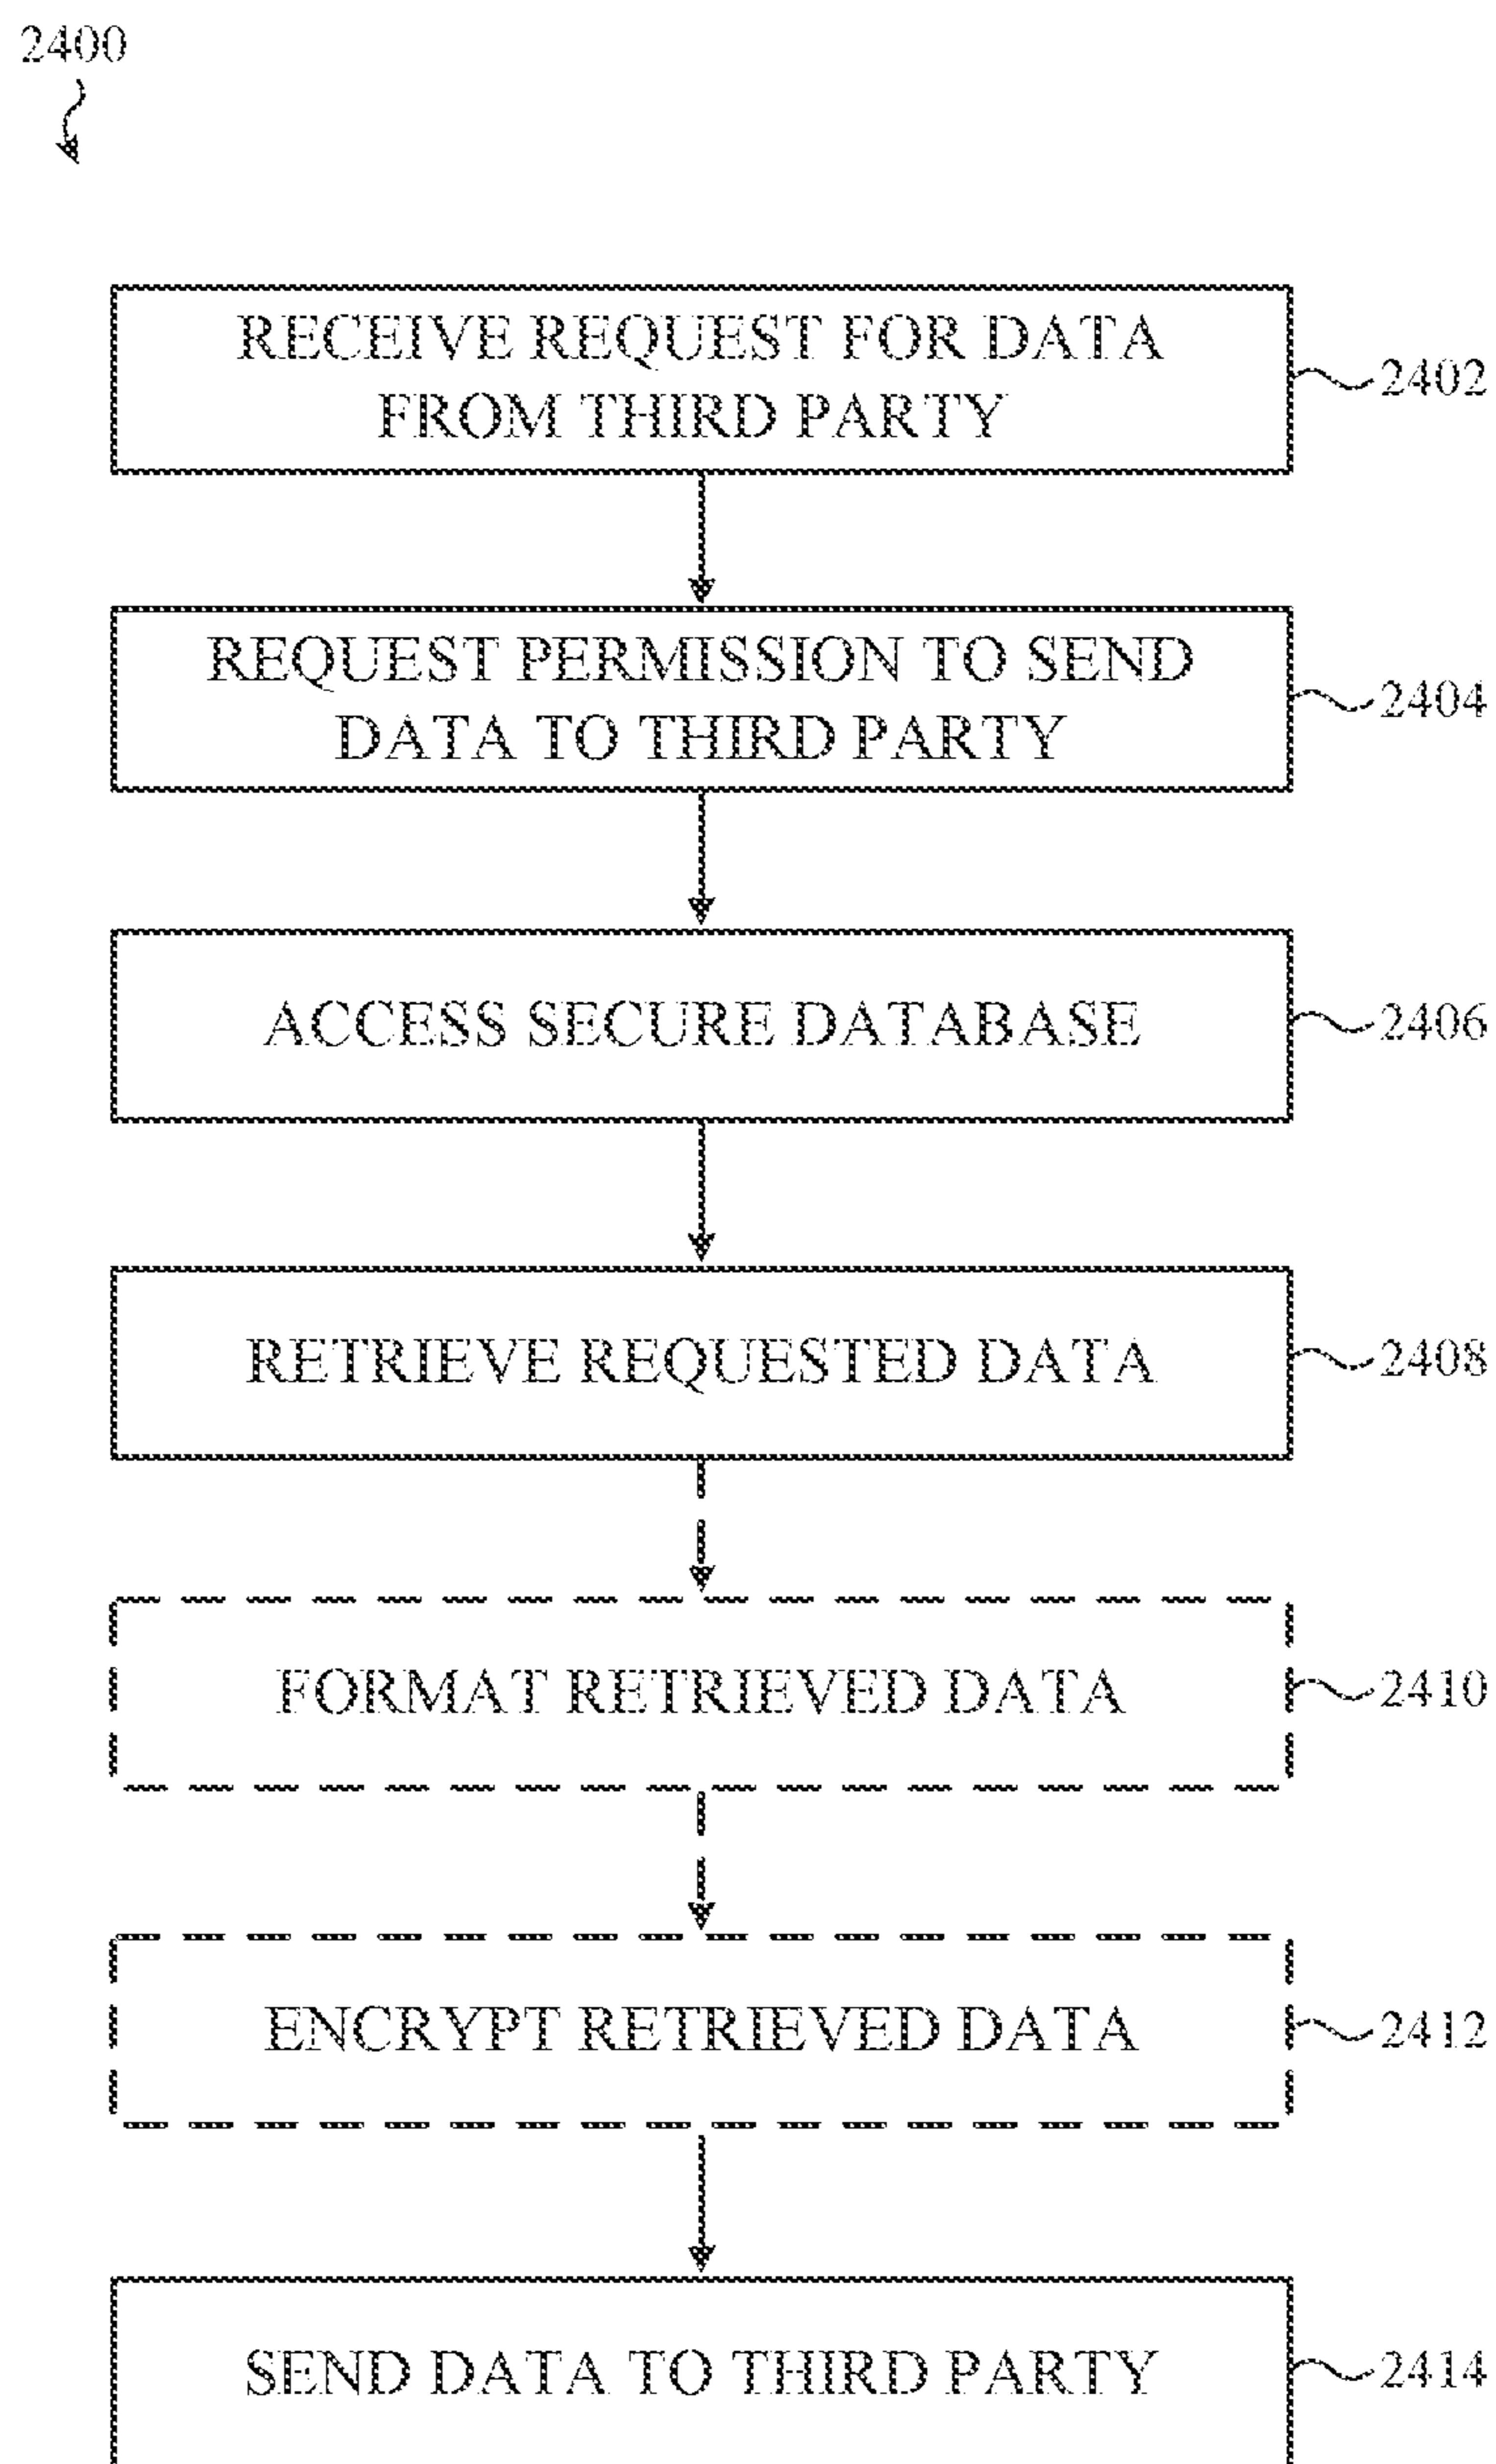 2400
RECEIVE REQUEST FOR DATA
FROM THIRD PARTY
2402
REQUEST PERMISSION TO SEND
DATA TO THIRD PARTY
2404
ACCESS SECURE DATABASE
2406
RETRIEVE REQUESTED DATA
2408
FORMAT RETRIEVED DATA
2410
ENCRYPT RETRIEVED DATA
2412
SEND DATA TO THIRD PARTY
2414